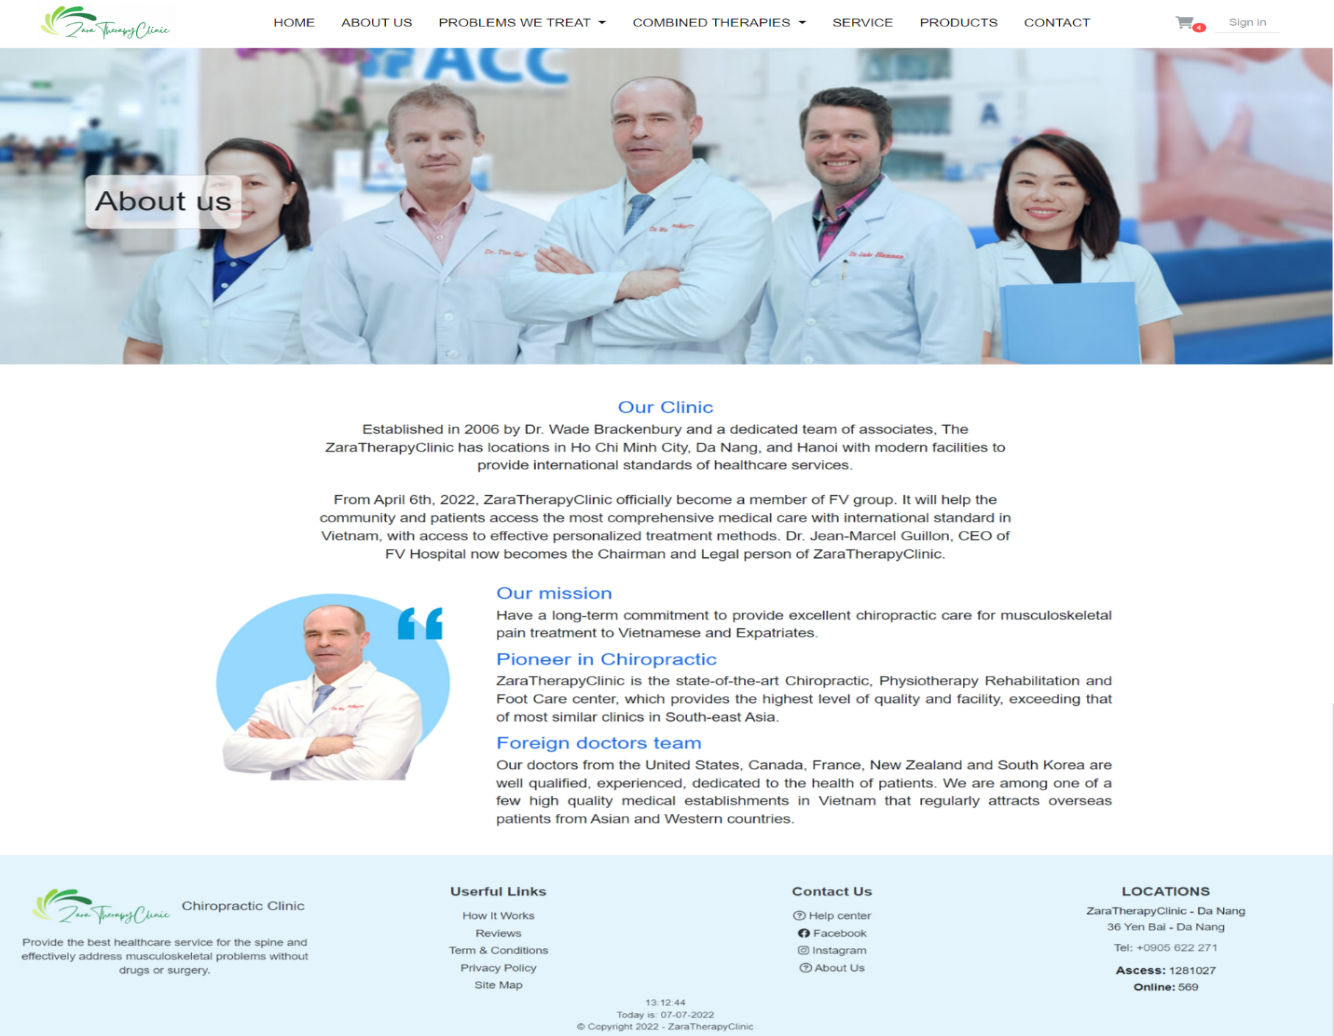 Zara Therapy Clinic
HOME ABOUT US PROBLEMS WE TREAT COMBINED THERAPIES SERVICE PRODUCTS CONTACT 4 Sign in
ACC
A
About us
Our Clinic
Established in 2006 by Dr. Wade Brackenbury and a dedicated team of associates, The
ZaraTherapyClinic has locations in Ho Chi Minh City, Da Nang, and Hanoi with modern facilities to
provide international standards of healthcare services.
From April 6th, 2022, ZaraTherapyClinic officially become a member of FV group. It will help the
community and patients access the most comprehensive medical care with international standard in
Vietnam, with access to effective personalized treatment methods. Dr. Jean-Marcel Guillon, CEO of
FV Hospital now becomes the Chairman and Legal person of ZaraTherapyClinic.
Our mission
Have a long-term commitment to provide excellent chiropractic care for musculoskeletal
pain treatment to Vietnamese and Expatriates.
Pioneer in Chiropractic
ZaraTherapyClinic is the state-of-the-art Chiropractic, Physiotherapy Rehabilitation and
Foot Care center, which provides the highest level of quality and facility, exceeding that
of most similar clinics in South-east Asia.
Foreign doctors team
Our doctors from the United States, Canada, France, New Zealand and South Korea are
well qualified, experienced, dedicated to the health of patients. We are among one of a
few high quality medical establishments in Vietnam that regularly attracts overseas
patients from Asian and Western countries.
Zara Therapy Clinic
Chiropractic Clinic
Provide the best healthcare service for the spine and
effectively address musculoskeletal problems without
drugs or surgery.
Userful Links
How It Works
Reviews
Term & Conditions
Privacy Policy
Site Map
Contact Us
Help center
Facebook
Instagram
About Us
LOCATIONS
ZaraTherapyClinic - Da Nang
36 Yen Bai - Da Nang
Tel: +0905 622 271
Ascess: 1281027
Online: 569
13:12:44
Today is: 07-07-2022
© Copyright 2022 - ZaraTherapyClinic